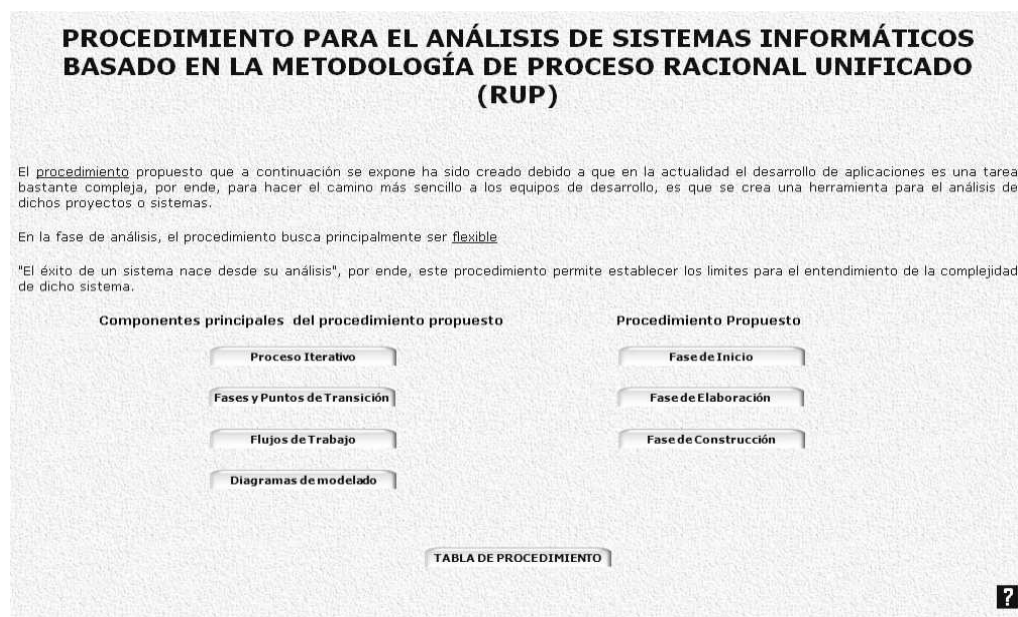 PROCEDIMIENTO PARA EL ANÁLISIS DE SISTEMAS INFORMÁTICOS
BASADO EN LA METODOLOGÍA DE PROCESO RACIONAL UNIFICADO
(RUP)
El procedimiento propuesto que a continuación se expone ha sido creado debido a que en la actualidad el desarrollo de aplicaciones es una tarea
bastante compleja, por ende, para hacer el camino más sencillo a los equipos de desarrollo, es que se crea una herramienta para el análisis de
dichos proyectos o sistemas.
En la fase de análisis, el procedimiento busca principalmente ser flexible
"El éxito de un sistema nace desde su análisis", por ende, este procedimiento permite establecer los limites para el entendimiento de la complejidad
de dicho sistema.
Componentes principales del procedimiento propuesto
Proceso Iterativo
Fases y Puntos de Transición
Flujos de Trabajo
Diagramas de modelado
Procedimiento Propuesto
Fase de Inicio
Fase de Elaboración
Fase de Construcción
TABLA DE PROCEDIMIENTO
?